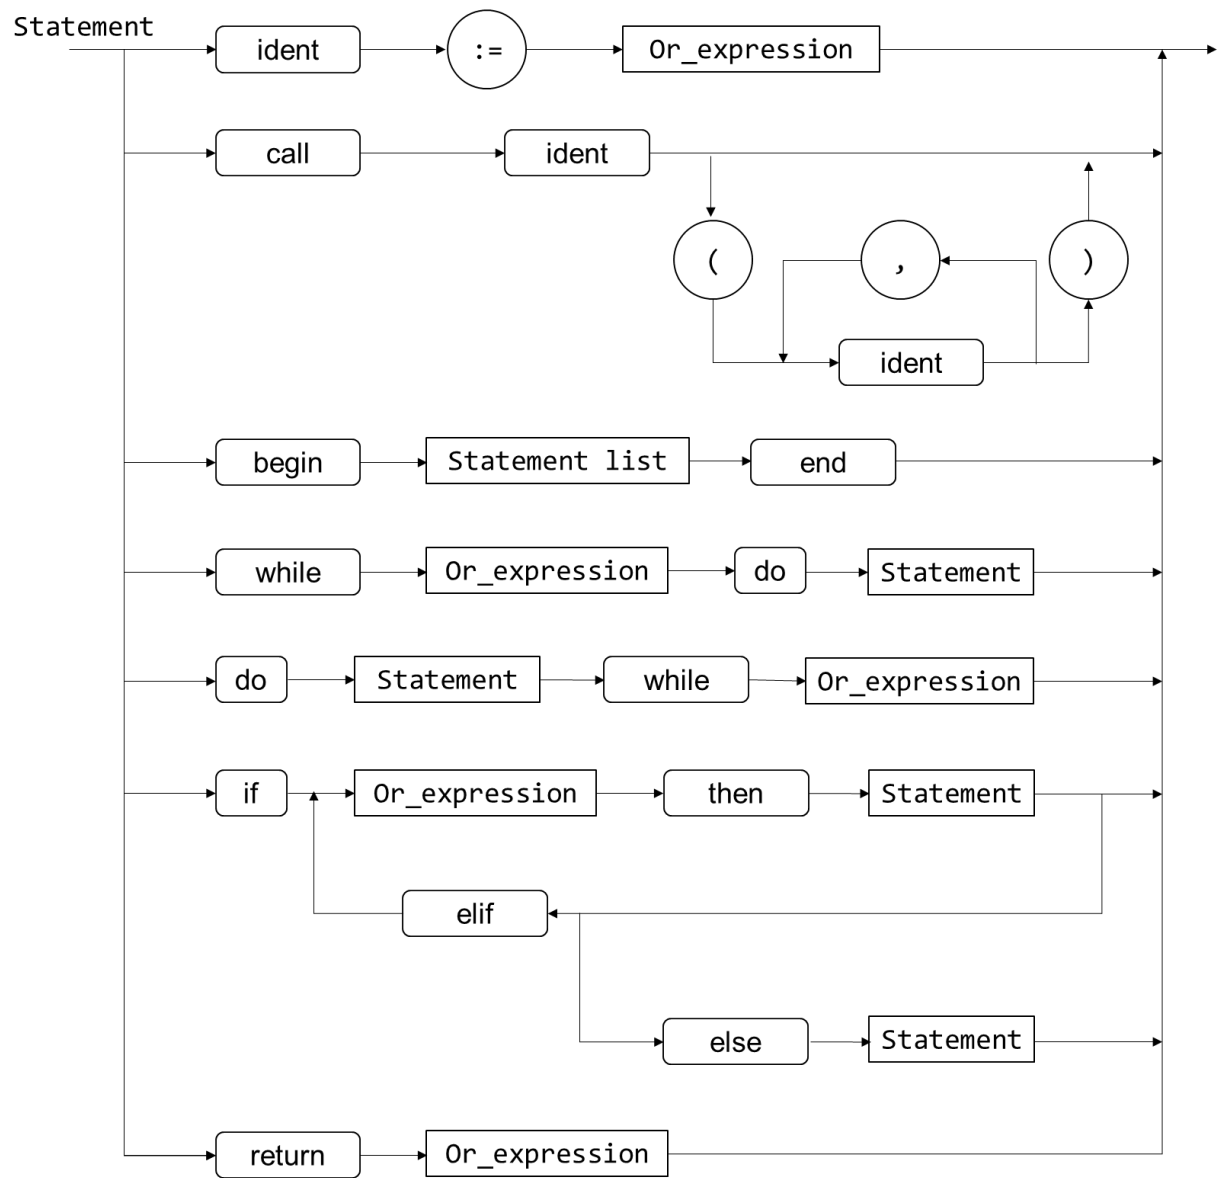 Statement
ident := Or_expression
call ident
( , )
ident
begin Statement list end
while Or_expression do Statement
do Statement while Or_expression
if Or_expression then Statement
elif
else Statement
return Or_expression